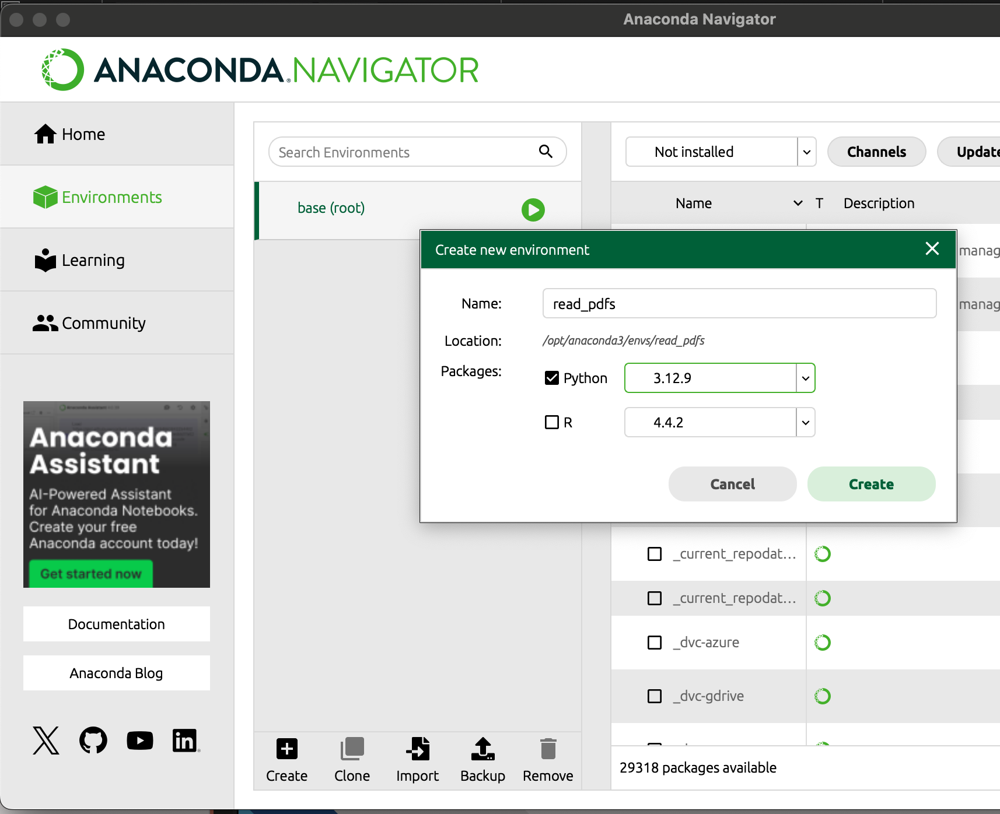 Anaconda Navigator
ANACONDA.NAVIGATOR
Home
Environments
Learning
Community
Anaconda
Assistant
AI-Powered Assistant
for Anaconda Notebooks.
Create your free
Anaconda account today!
Get started now
Documentation
Anaconda Blog
Search Environments
base (root)
Create
Clone
Import
Backup
Remove
Not installed
Channels
Update
Name
T
Description
manag
manag
Create new environment
Name:
read_pdfs
Location:
/opt/anaconda3/envs/read_pdfs
Packages:
Python
3.12.9
R
4.4.2
Cancel
Create
_current_repodat...
_current_repodat...
_dvc-azure
_dvc-gdrive
29318 packages available